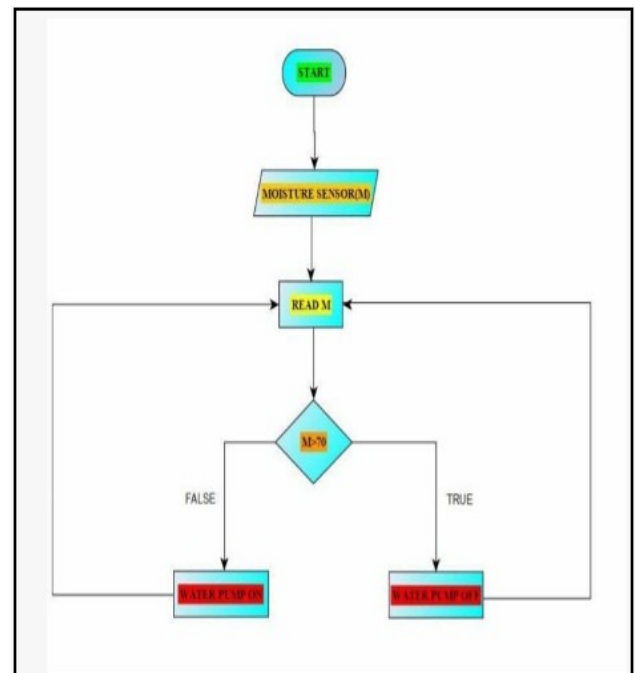 START
MOISTURE SENSOR(M)
READ M
M>70
FALSE
TRUE
WATER PUMP ON
WATER PUMP OFF